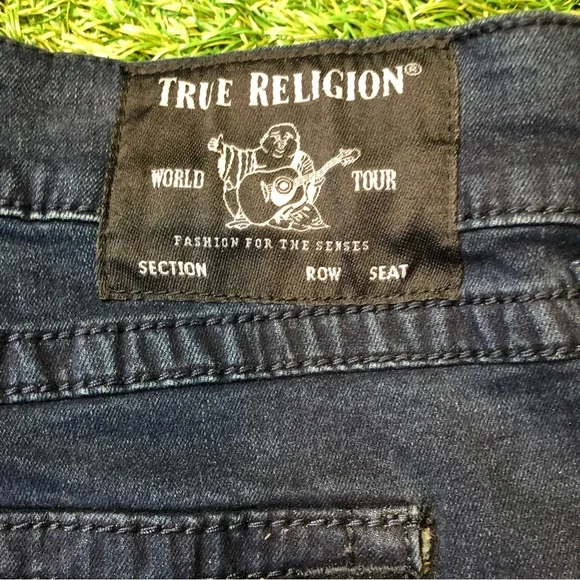 TRUE RELIGION®
WORLD TOUR
FASHION FOR THE SENSES
SECTION ROW SEAT